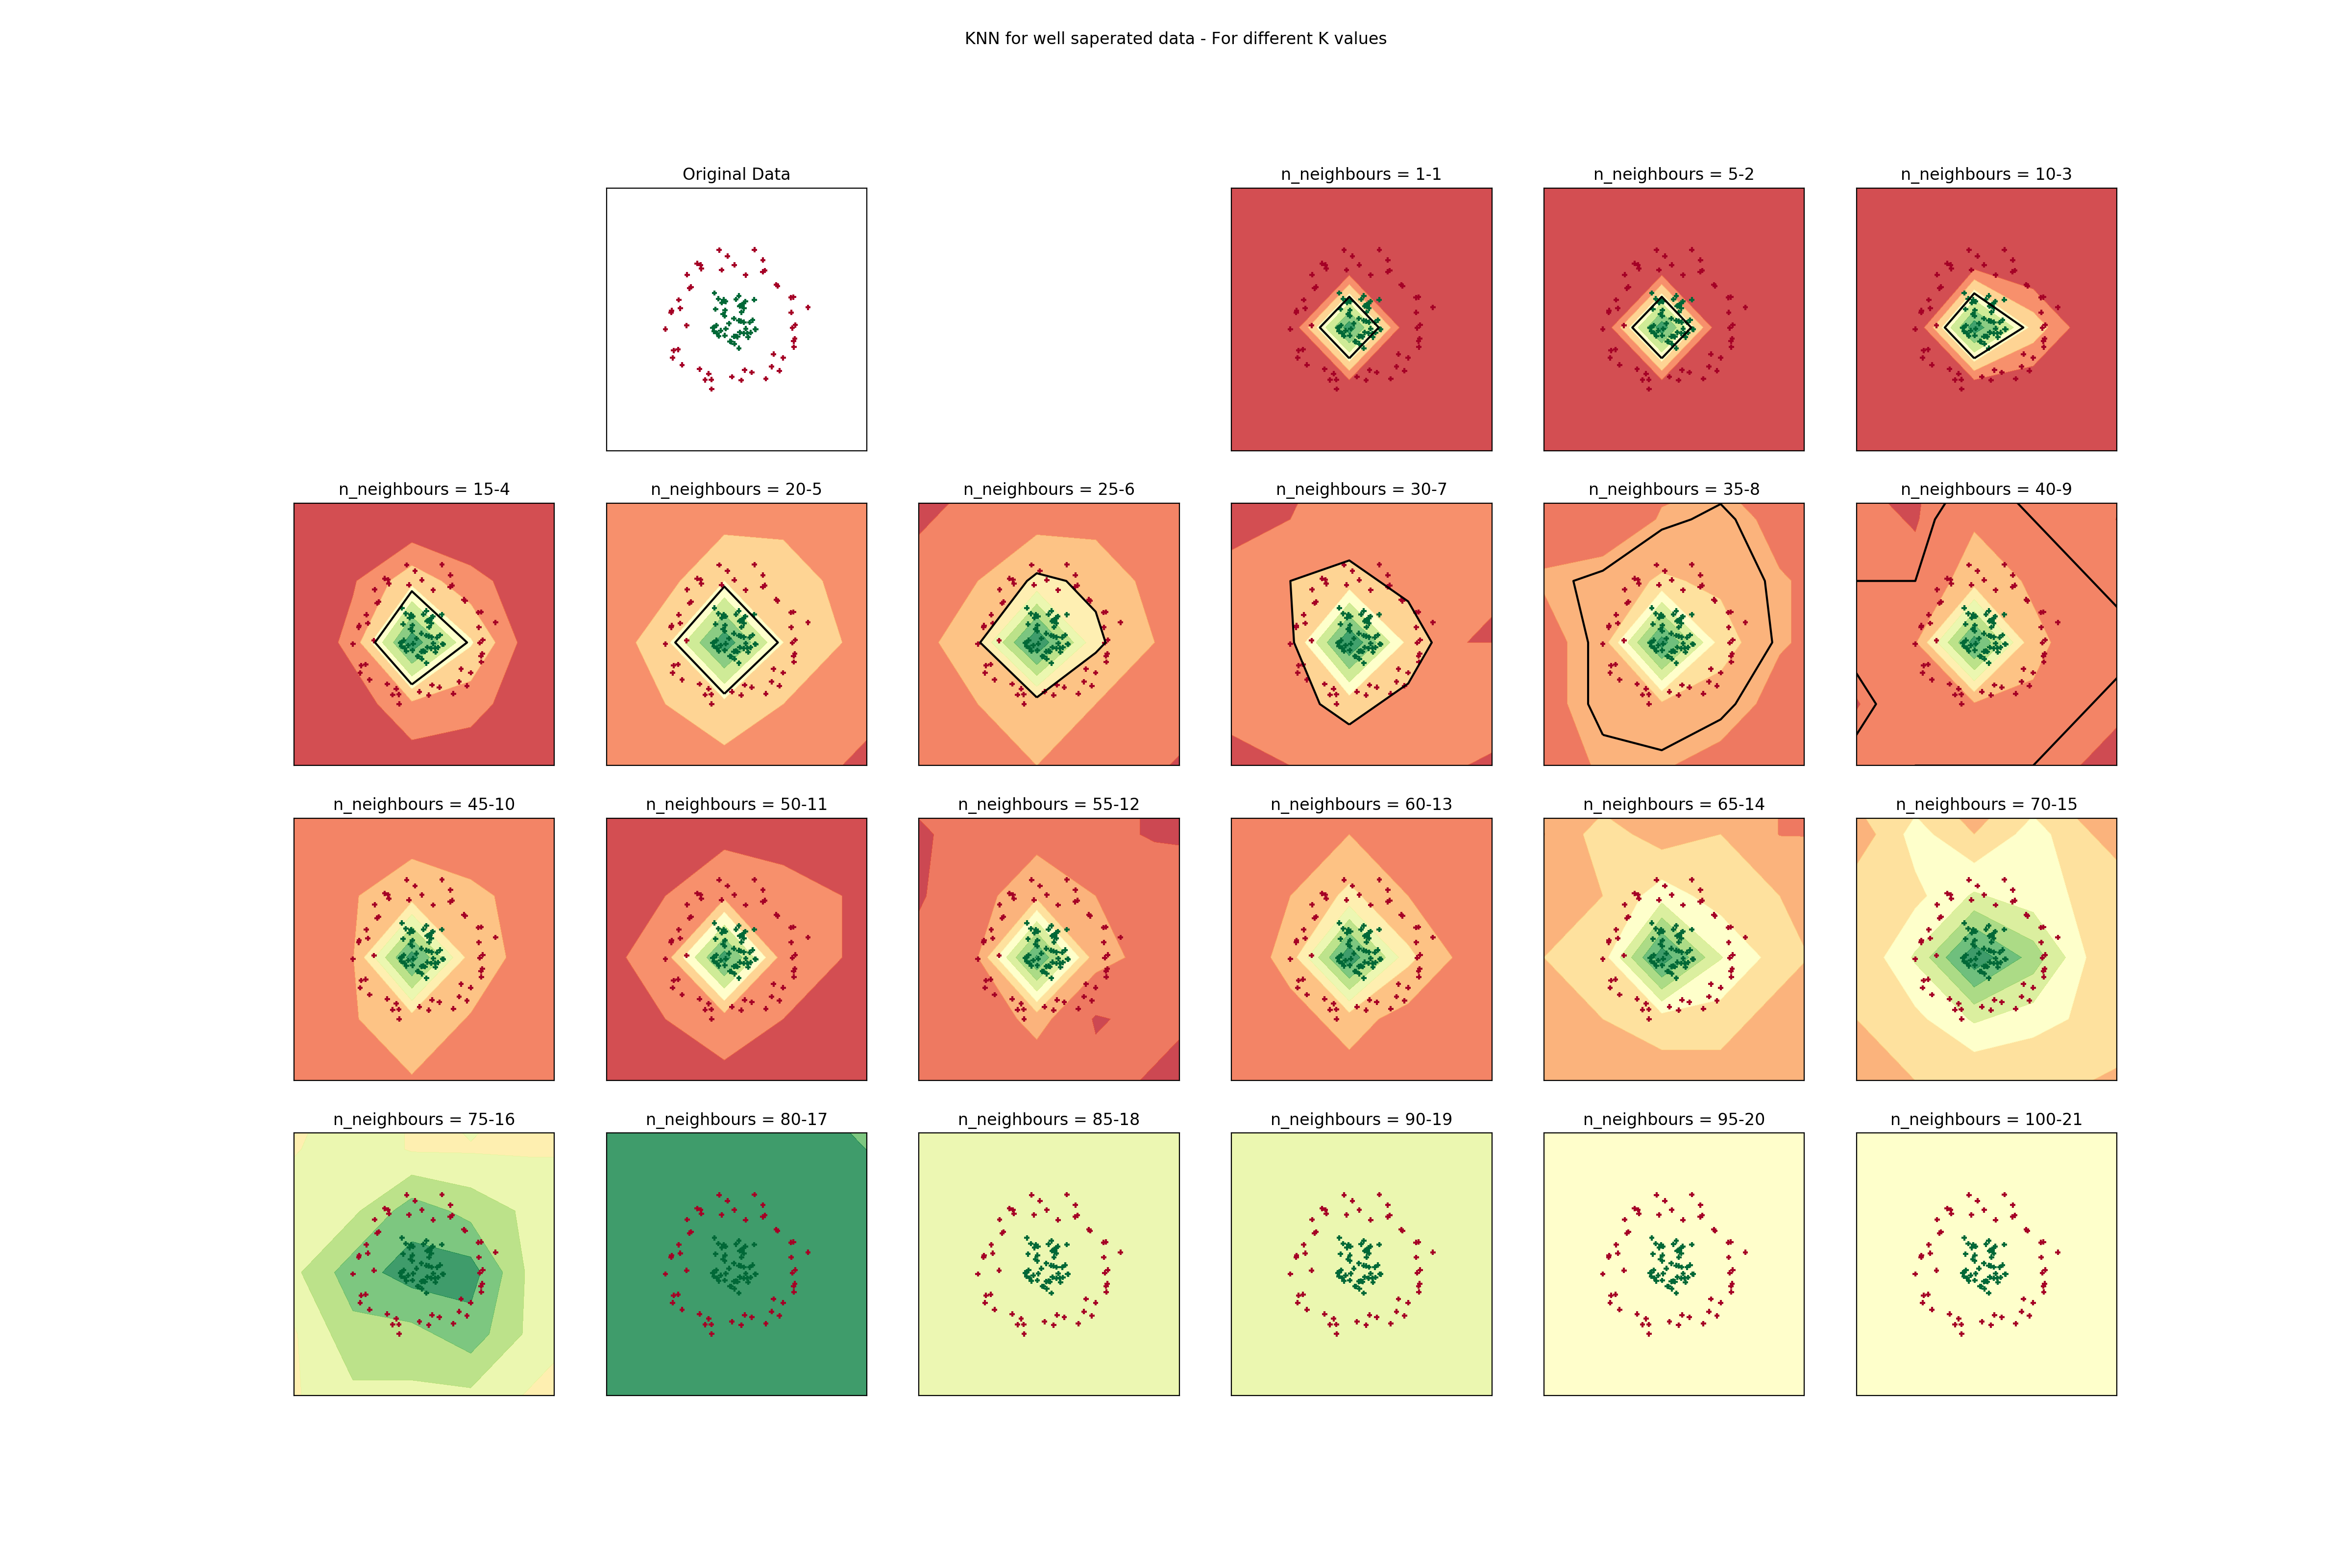 KNN for well saperated data - For different K values
Original Data
n_neighbours = 1-1
n_neighbours = 5-2
n_neighbours = 10-3
n_neighbours = 15-4
n_neighbours = 20-5
n_neighbours = 25-6
n_neighbours = 30-7
n_neighbours = 35-8
n_neighbours = 40-9
n_neighbours = 45-10
n_neighbours = 50-11
n_neighbours = 55-12
n_neighbours = 60-13
n_neighbours = 65-14
n_neighbours = 70-15
n_neighbours = 75-16
n_neighbours = 80-17
n_neighbours = 85-18
n_neighbours = 90-19
n_neighbours = 95-20
n_neighbours = 100-21